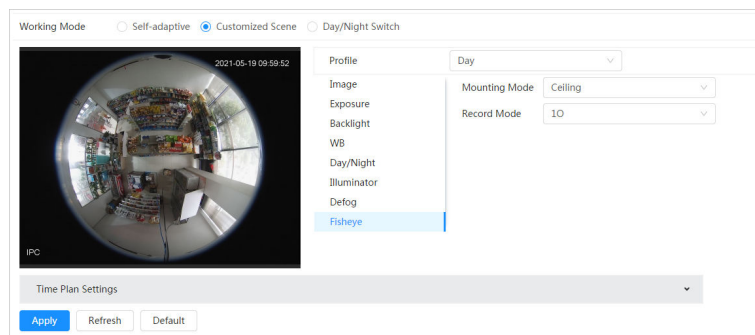 Working Mode Self-adaptive Customized Scene Day/Night Switch
2021-05-19 09:59:52
IPC
Profile Day
Image
Exposure
Backlight
WB
Day/Night
Illuminator
Defog
Fisheye
Mounting Mode Ceiling
Record Mode 1O
Time Plan Settings
Apply Refresh Default